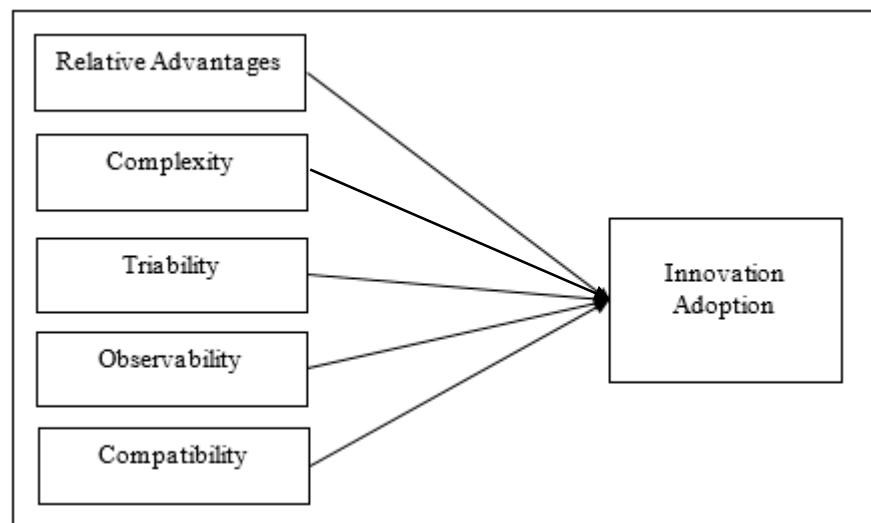 Relative Advantages
Complexity
Triability
Observability
Compatibility
Innovation
Adoption